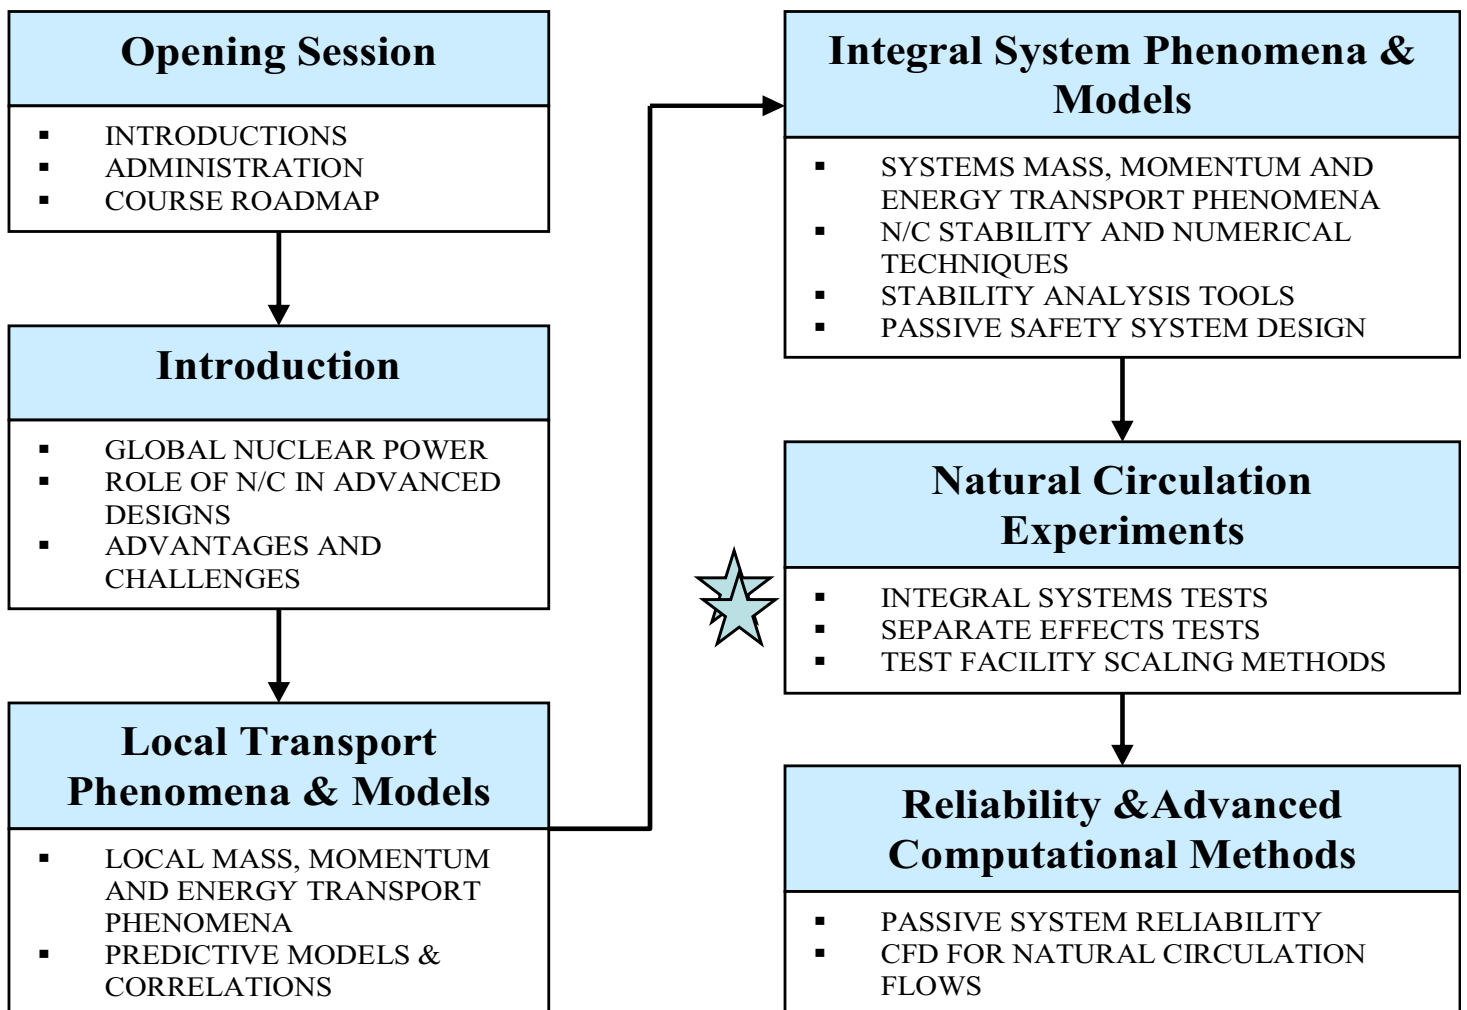 Opening Session
▪ INTRODUCTIONS
▪ ADMINISTRATION
▪ COURSE ROADMAP
Introduction
▪ GLOBAL NUCLEAR POWER
▪ ROLE OF N/C IN ADVANCED
DESIGNS
▪ ADVANTAGES AND
CHALLENGES
Local Transport
Phenomena & Models
▪ LOCAL MASS, MOMENTUM
AND ENERGY TRANSPORT
PHENOMENA
▪ PREDICTIVE MODELS &
CORRELATIONS
Integral System Phenomena &
Models
▪ SYSTEMS MASS, MOMENTUM AND
ENERGY TRANSPORT PHENOMENA
▪ N/C STABILITY AND NUMERICAL
TECHNIQUES
▪ STABILITY ANALYSIS TOOLS
▪ PASSIVE SAFETY SYSTEM DESIGN
Natural Circulation
Experiments
▪ INTEGRAL SYSTEMS TESTS
▪ SEPARATE EFFECTS TESTS
▪ TEST FACILITY SCALING METHODS
Reliability &Advanced
Computational Methods
▪ PASSIVE SYSTEM RELIABILITY
▪ CFD FOR NATURAL CIRCULATION
FLOWS